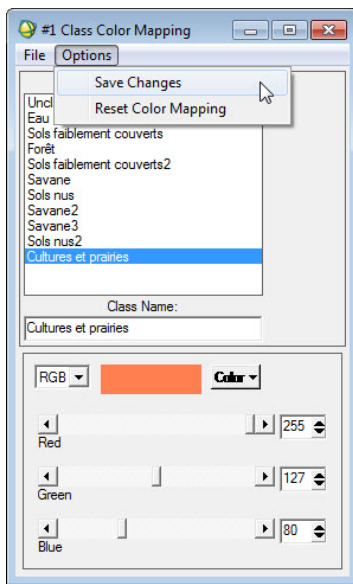 #1 Class Color Mapping
File Options
Save Changes
Reset Color Mapping
Uncl
Eau
Sols faiblement couverts
Forêt
Sols faiblement couverts2
Savane
Sols nus
Savane2
Savane3
Sols nus2
Cultures et prairies
Class Name:
Cultures et prairies
RGB Color
255
Red
127
Green
80
Blue